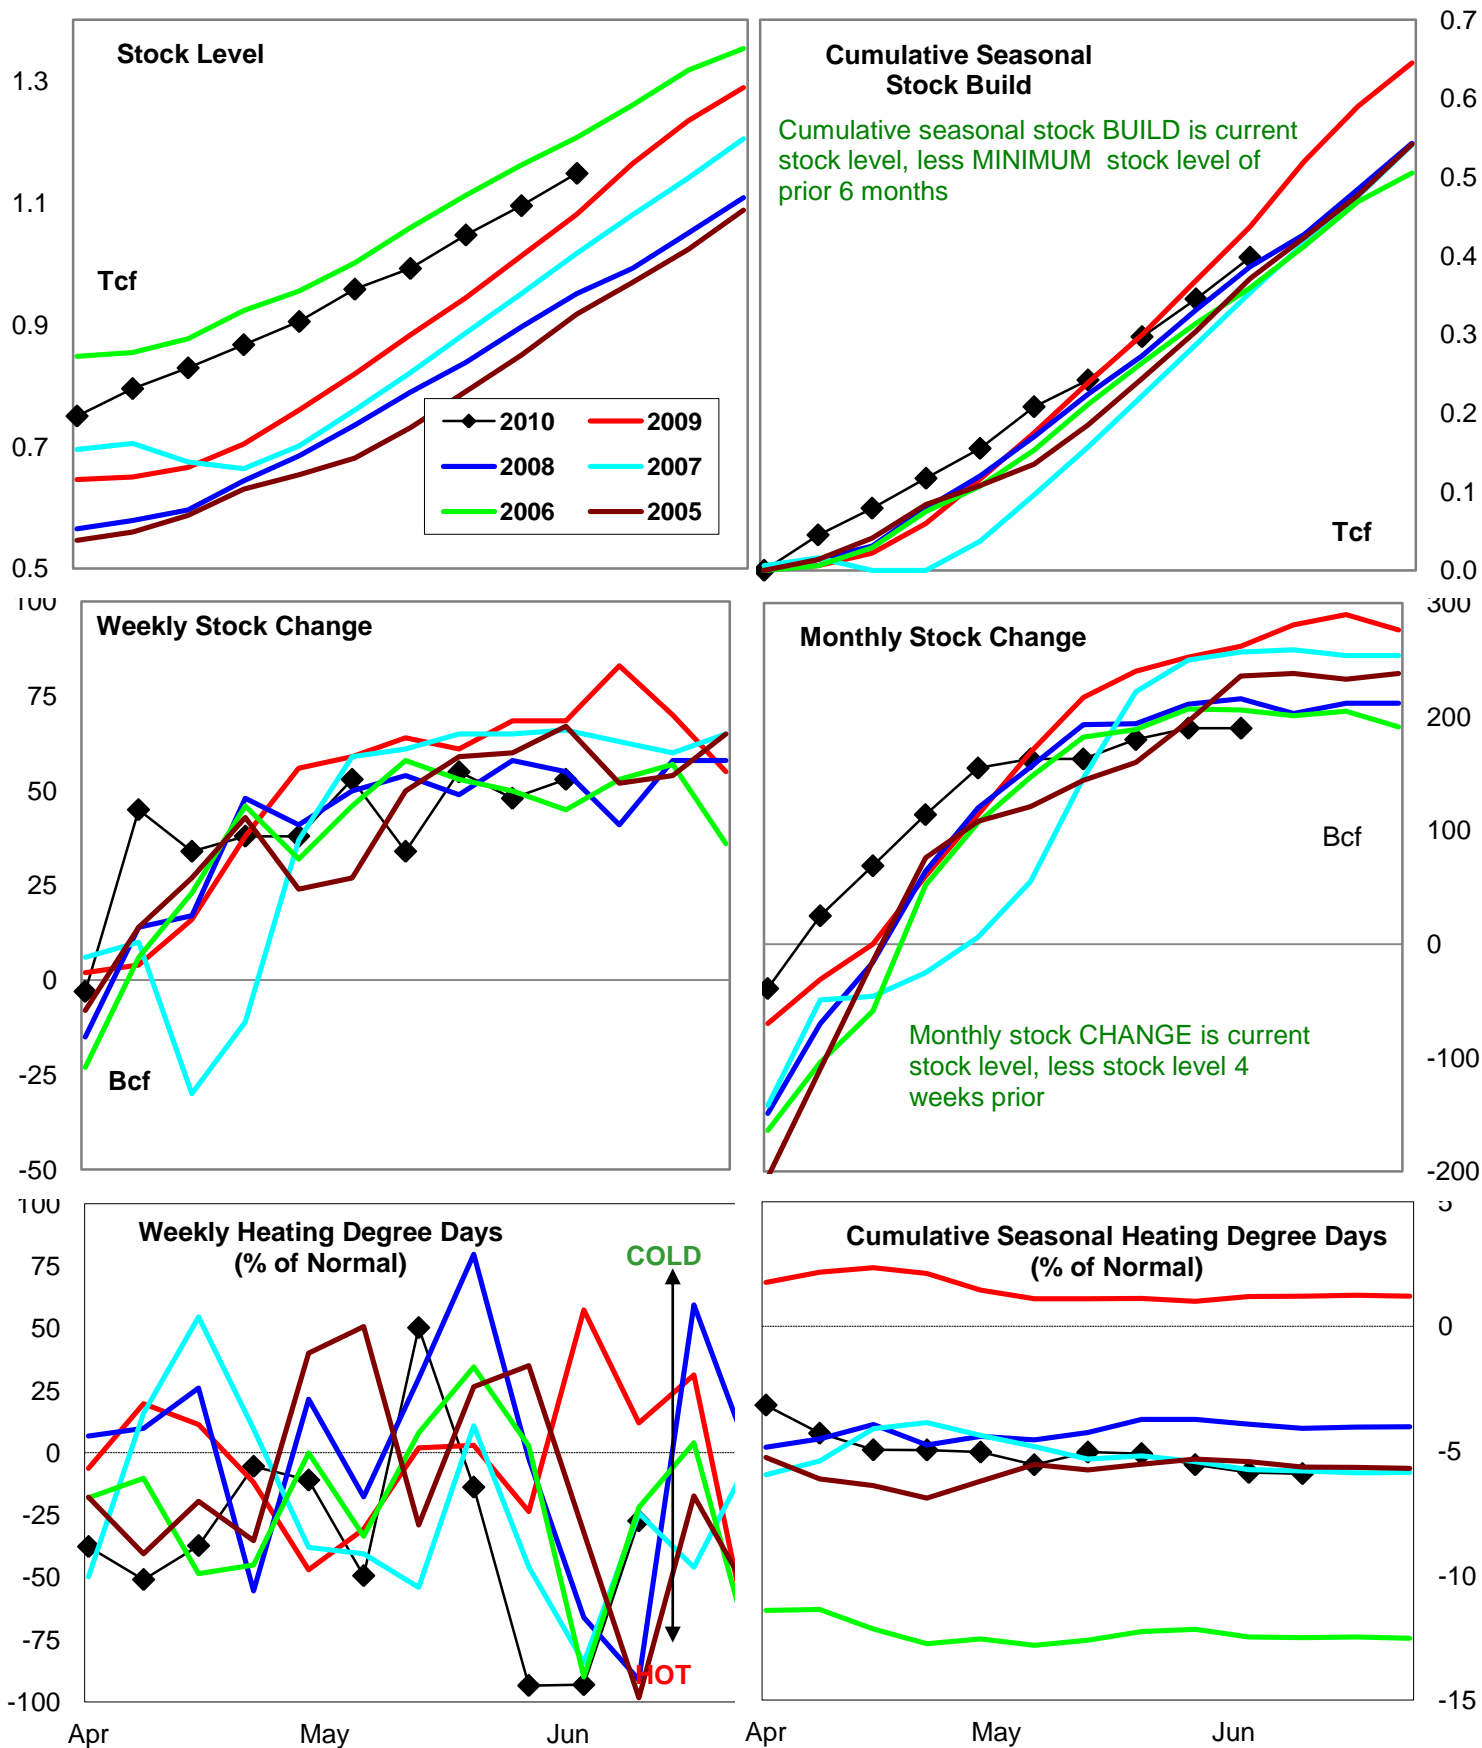 Stock Level
1.3
1.1
Tcf
0.9
0.7
0.5
2010
2009
2008
2007
2006
2005
Cumulative Seasonal
Stock Build
Cumulative seasonal stock BUILD is current
stock level, less MINIMUM stock level of
prior 6 months
0.7
0.6
0.5
0.4
0.3
0.2
0.1
0.0
Tcf
Weekly Stock Change
100
75
50
25
0
-25
-50
Bcf
Monthly Stock Change
300
200
100
0
-100
-200
Bcf
Monthly stock CHANGE is current
stock level, less stock level 4
weeks prior
Weekly Heating Degree Days
(% of Normal)
COLD
HOT
100
75
50
25
0
-25
-50
-75
-100
Apr
May
Jun
Cumulative Seasonal Heating Degree Days
(% of Normal)
5
0
-5
-10
-15
Apr
May
Jun